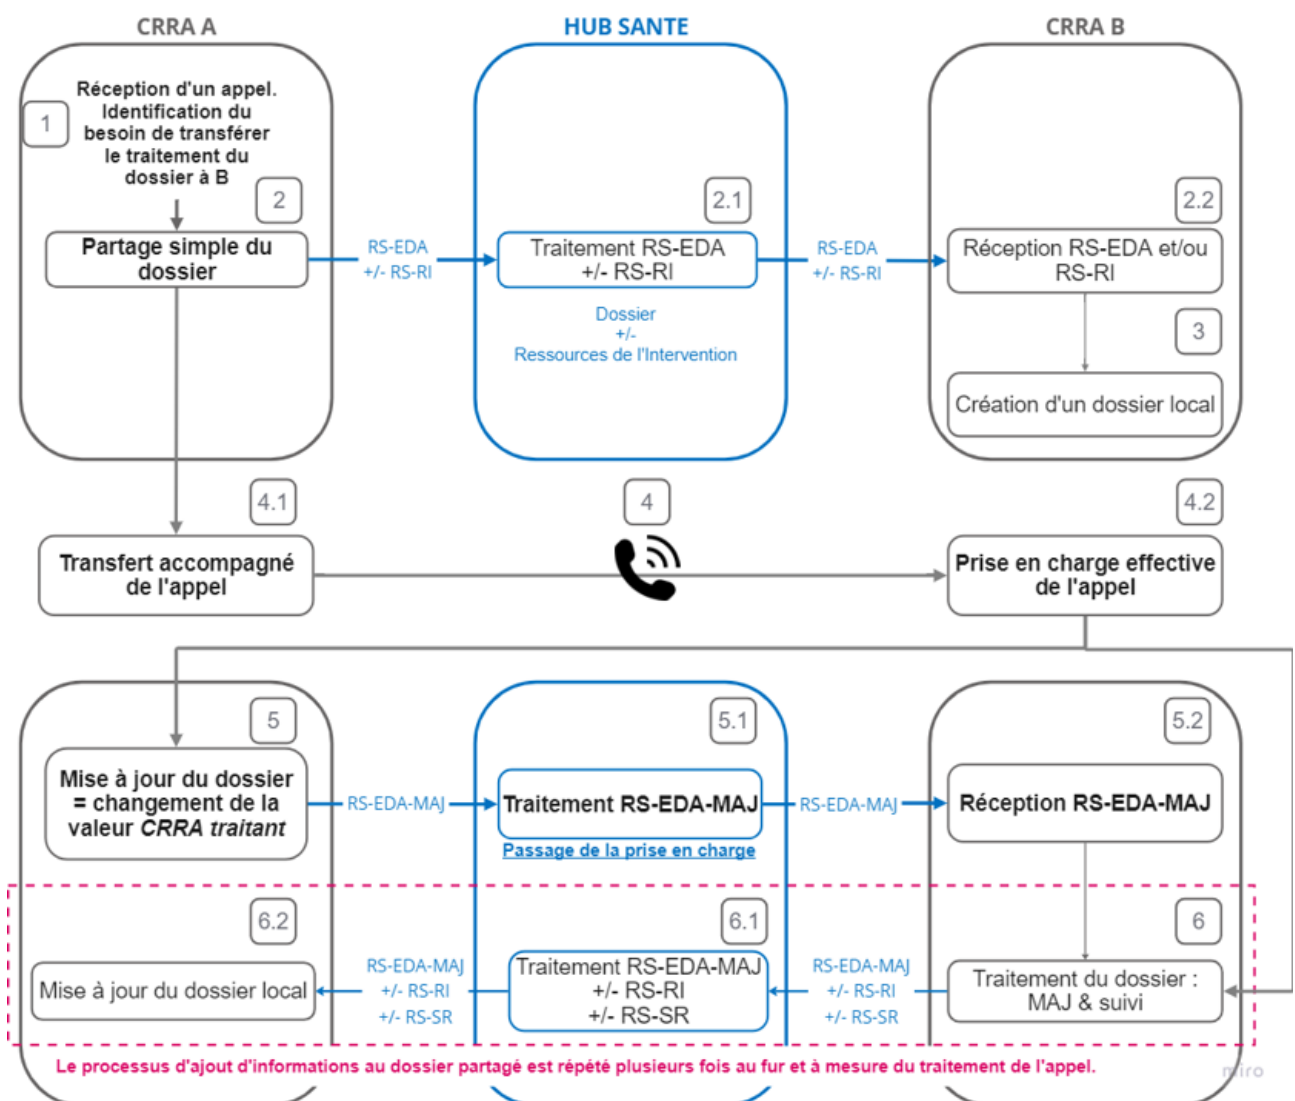 CRRA A
HUB SANTE
CRRA B
1
Réception d'un appel.
Identification du
besoin de transférer
le traitement du
dossier à B
2
Partage simple du
dossier
RS-EDA
+/- RS-RI
2.1
Traitement RS-EDA
+/- RS-RI
Dossier
+/-
Ressources de l'Intervention
RS-EDA
+/- RS-RI
2.2
Réception RS-EDA et/ou
RS-RI
3
Création d'un dossier local
4.1
Transfert accompagné
de l'appel
4
4.2
Prise en charge effective
de l'appel
5
Mise à jour du dossier
= changement de la
valeur CRRA traitant
RS-EDA-MAJ
5.1
Traitement RS-EDA-MAJ
Passage de la prise en charge
RS-EDA-MAJ
5.2
Réception RS-EDA-MAJ
6
Traitement du dossier :
MAJ & suivi
RS-EDA-MAJ
+/- RS-RI
+/- RS-SR
6.1
Traitement RS-EDA-MAJ
+/- RS-RI
+/- RS-SR
RS-EDA-MAJ
+/- RS-RI
+/- RS-SR
6.2
Mise à jour du dossier local
Le processus d'ajout d'informations au dossier partagé est répété plusieurs fois au fur et à mesure du traitement de l'appel.
miro